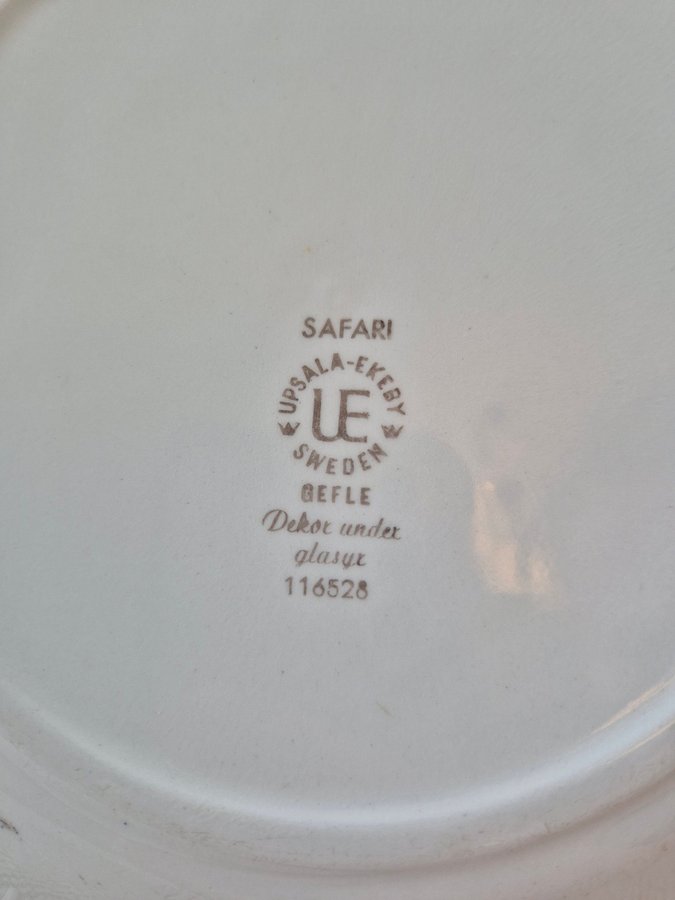 SAFARI
UPSALA-EKEBY
UE
SWEDEN
GEFLE
Dekor under
glasyr
116528